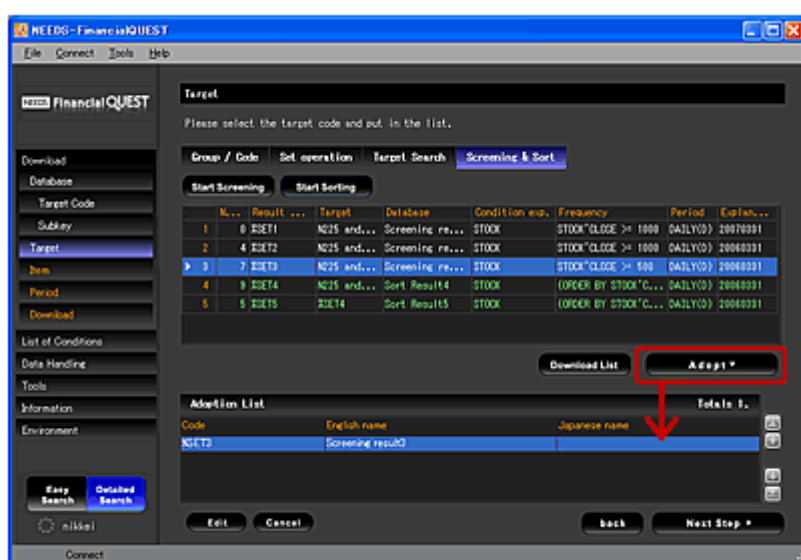 NEEDS-FinancialQUEST
File Connect Tools Help
NEEDS FinancialQUEST
Target
Please select the target code and put in the list.
Group / Code Set operation Target Search Screening & Sort
Start Screening Start Sorting
Download
Database
Target Code
Subkey
Target
Item
Period
Download
List of Conditions
Data Handling
Tools
Information
Environment
N... Result ... Target Database Condition exp. Frequency Period Explan...
1 0 %SET1 N225 and... Screening re... STOCK STOCK"CLOSE >= 1000 DAILY(D)
2 4 %SET2 N225 and... Screening re... STOCK STOCK"CLOSE >= 1000 DAILY(D)
3 7 %SET3 N225 and... Screening re... STOCK STOCK"CLOSE >= 500 DAILY(D)
4 9 %SET4 N225 and... Sort Result4 STOCK (ORDER BY STOCK"C... DAILY(D)
5 5 %SET5 %SET4 Sort Result5 STOCK (ORDER BY STOCK"C... DAILY(D)
Download List Adopt ▼
Adoption List Totals 1.
Code English name Japanese name
%SET3 Screening result3
Easy Search Detailed Search
nikkei
Edit Cancel back Next Step
Connect